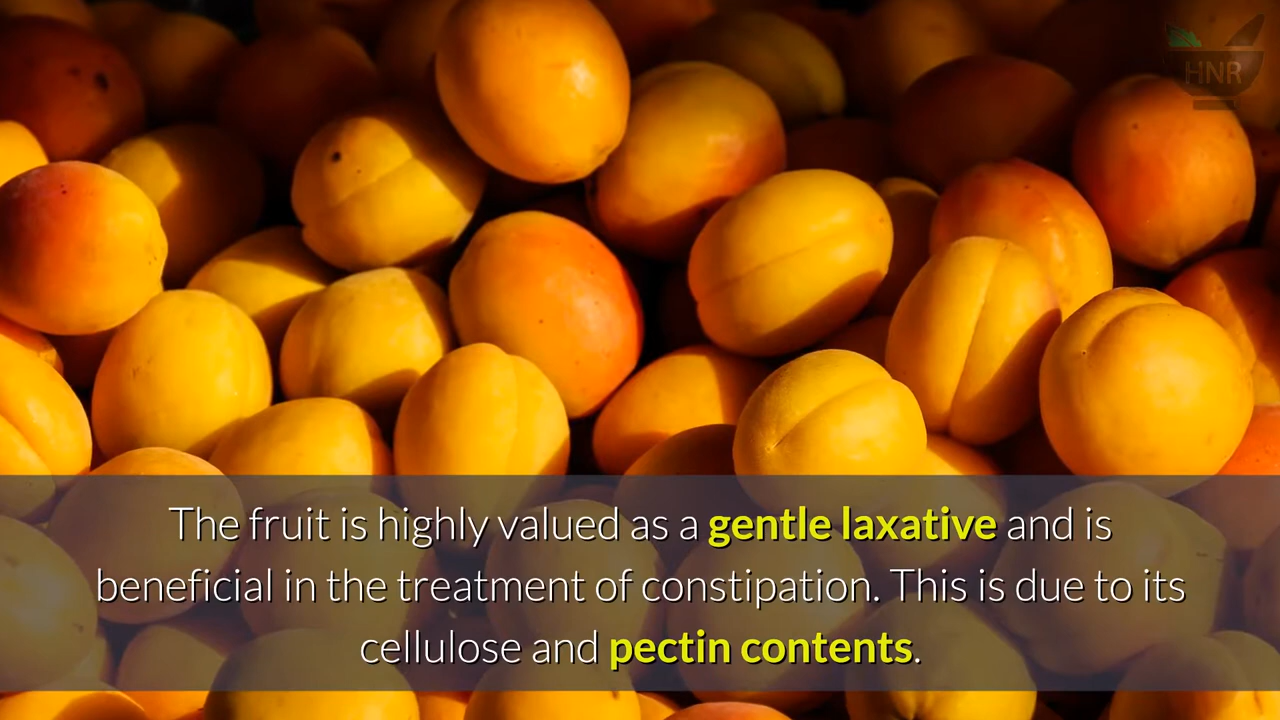 HNR
The fruit is highly valued as a gentle laxative and is
beneficial in the treatment of constipation. This is due to its
cellulose and pectin contents.